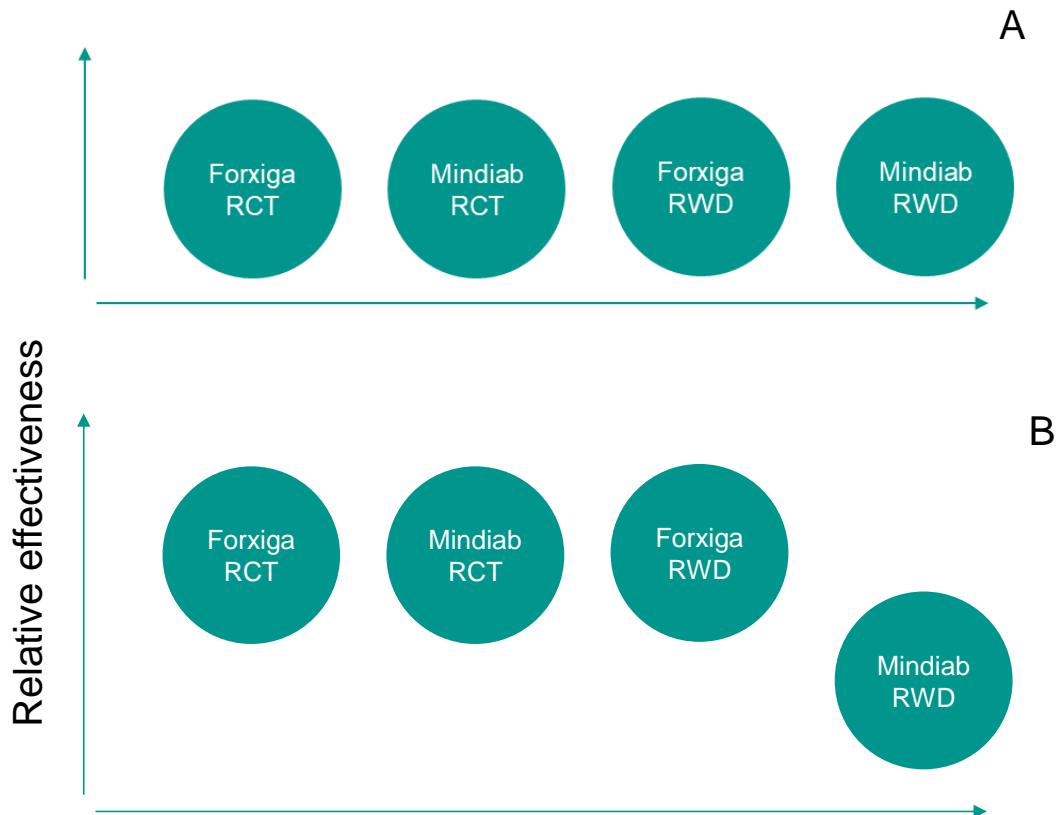 A
Forxiga
RCT
Mindiab
RCT
Forxiga
RWD
Mindiab
RWD
Relative effectiveness
B
Forxiga
RCT
Mindiab
RCT
Forxiga
RWD
Mindiab
RWD